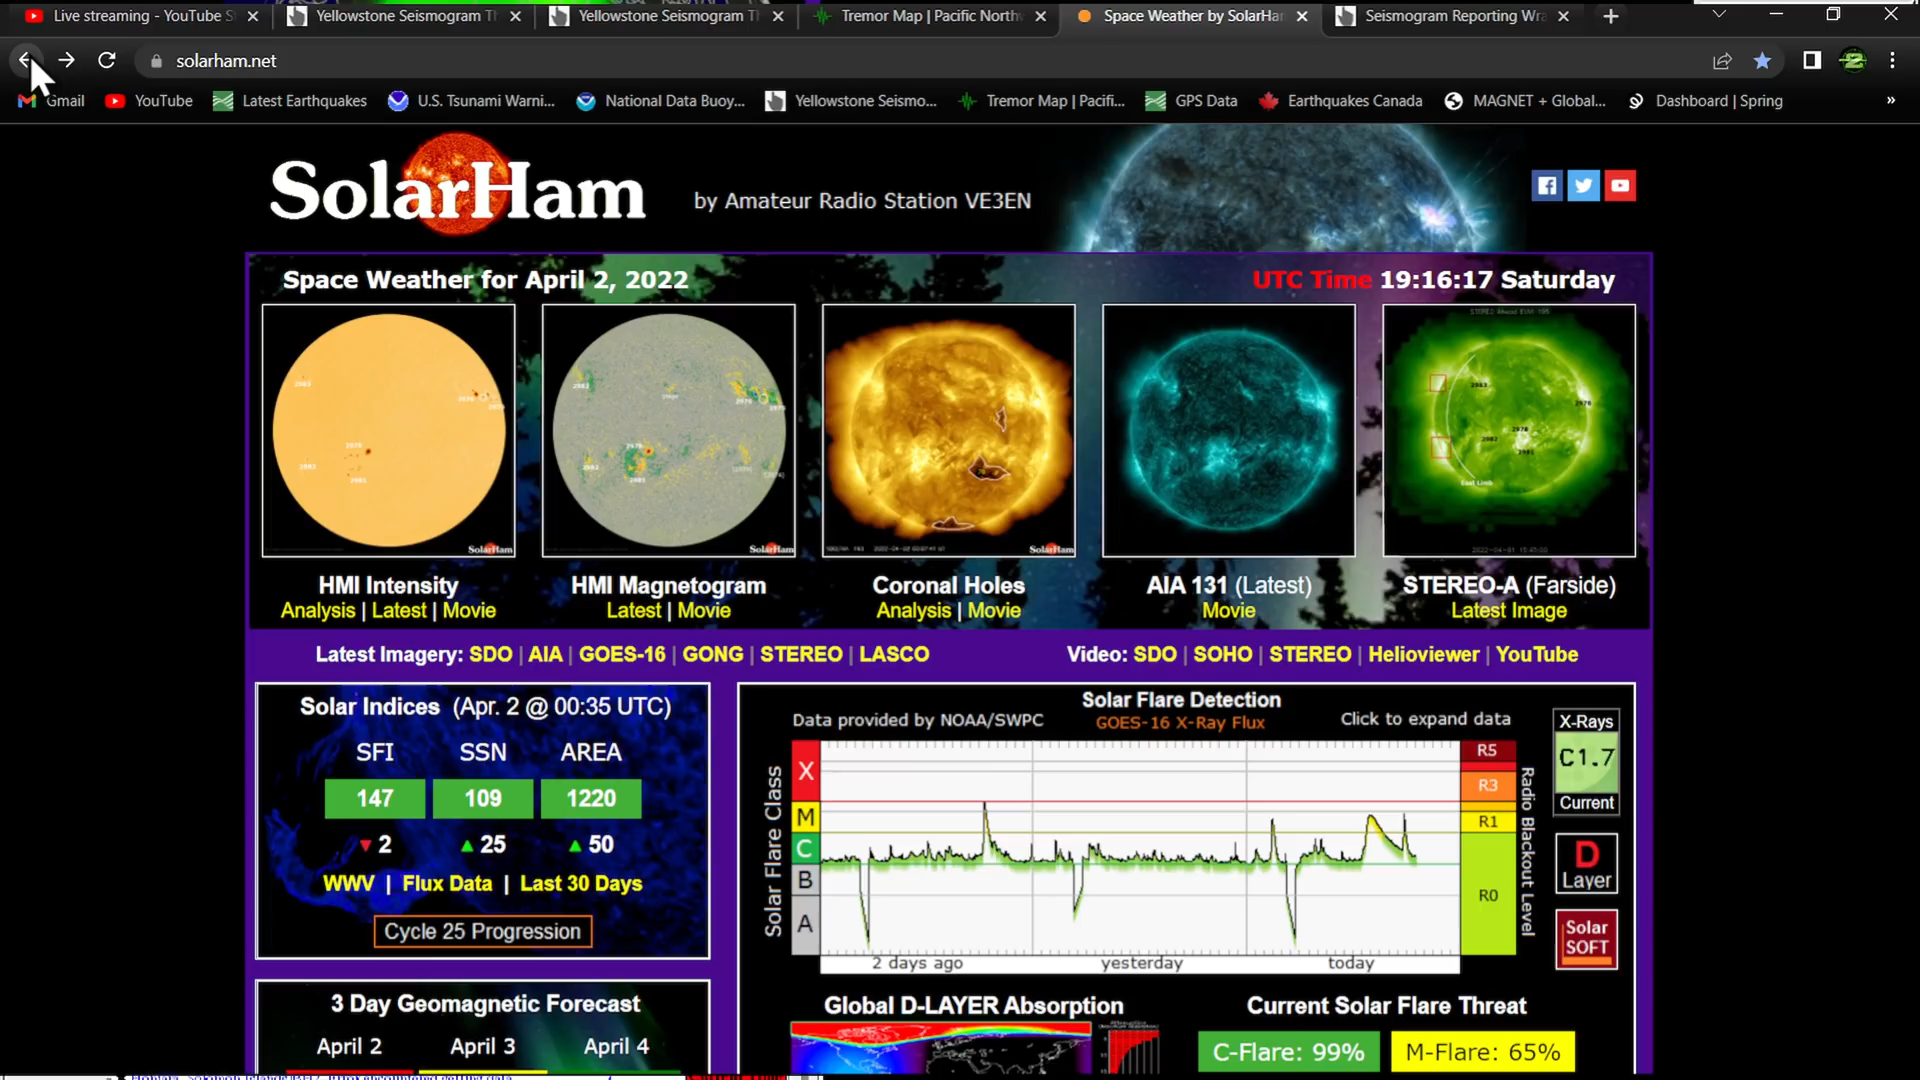 Live streaming - YouTube S
Yellowstone Seismogram T
Yellowstone Seismogram T
Tremor Map | Pacific Northw
Space Weather by SolarHa
Seismogram Reporting Wra
solarham.net
Gmail
YouTube
Latest Earthquakes
U.S. Tsunami Warni...
National Data Buoy...
Yellowstone Seismo...
Tremor Map | Pacifi...
GPS Data
Earthquakes Canada
MAGNET + Global...
Dashboard | Spring
SolarHam
by Amateur Radio Station VE3EN
Space Weather for April 2, 2022
UTC Time 19:16:17 Saturday
SolarHam
SolarHam
SolarHam
East Limb
HMI Intensity
Analysis | Latest | Movie
HMI Magnetogram
Latest | Movie
Coronal Holes
Analysis | Movie
AIA 131 (Latest)
Movie
STEREO-A (Farside)
Latest Image
Latest Imagery: SDO | AIA | GOES-16 | GONG | STEREO | LASCO
Video: SDO | SOHO | STEREO | Helioviewer | YouTube
Solar Indices (Apr. 2 @ 00:35 UTC)
SFI SSN AREA
147 109 1220
▼ 2 ▲ 25 ▲ 50
WWV | Flux Data | Last 30 Days
Cycle 25 Progression
3 Day Geomagnetic Forecast
April 2 April 3 April 4
Solar Flare Detection
Data provided by NOAA/SWPC
GOES-16 X-Ray Flux
Click to expand data
Solar Flare Class
X
M
C
B
A
R5
R3
R1
R0
Radio Blackout Level
2 days ago yesterday today
X-Rays
C1.7
Current
D
Layer
Solar
SOFT
Global D-LAYER Absorption
Current Solar Flare Threat
C-Flare: 99%
M-Flare: 65%